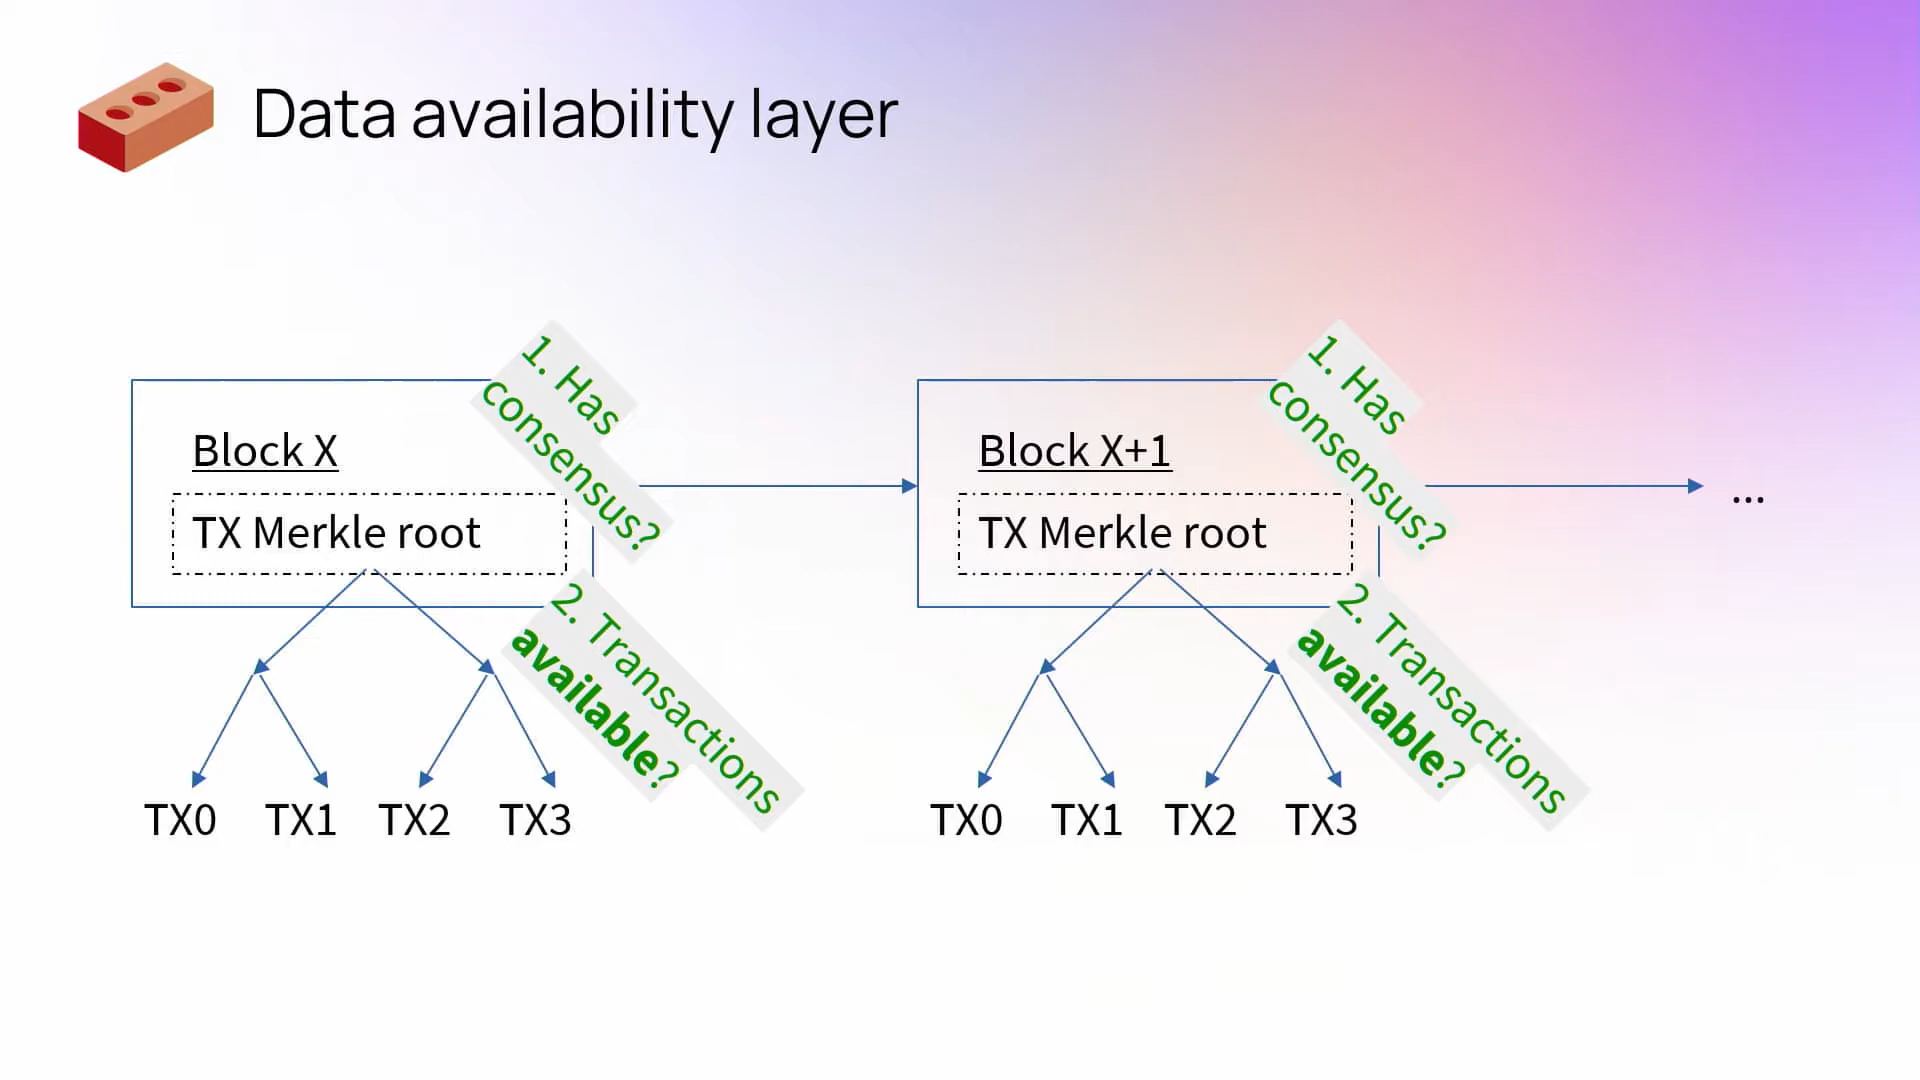 Data availability layer
1. Has
consensus?
Block X
TX Merkle root
2. Transactions
available?
TX0 TX1 TX2 TX3
1. Has
consensus?
Block X+1
TX Merkle root
2. Transactions
available?
TX0 TX1 TX2 TX3
...